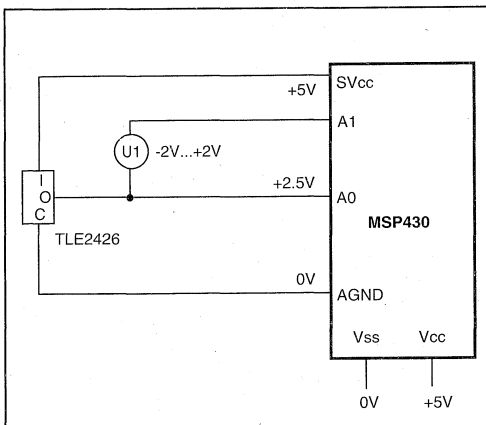 SVcc
+5V
A1
U1 -2V...+2V
I
O
C
+2.5V
A0
MSP430
TLE2426
0V
AGND
Vss Vcc
0V +5V